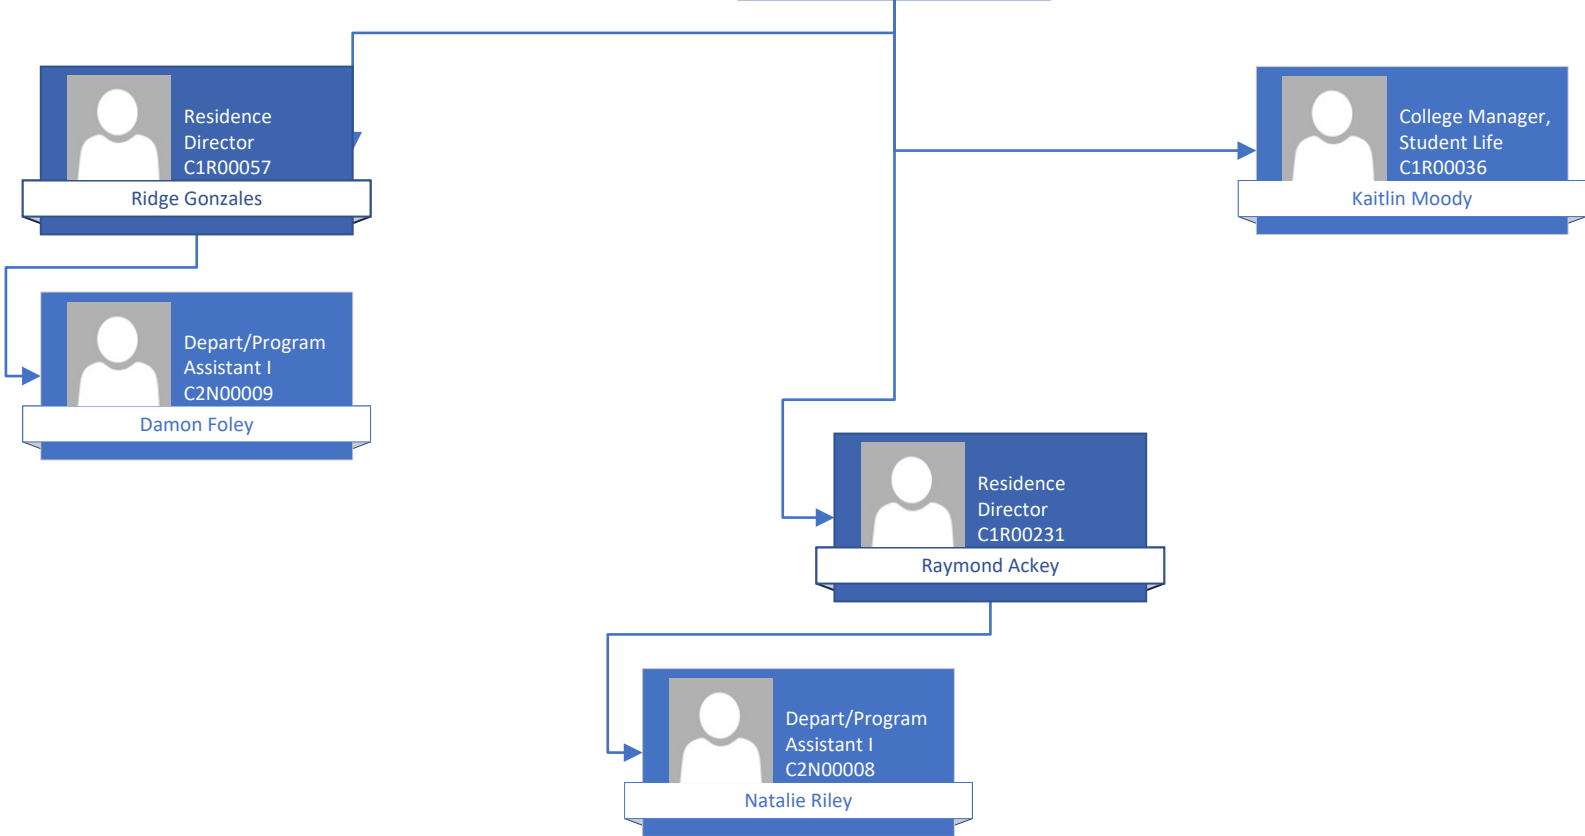 Residence
Director
C1R00057
Ridge Gonzales
College Manager,
Student Life
C1R00036
Kaitlin Moody
Depart/Program
Assistant I
C2N00009
Damon Foley
Residence
Director
C1R00231
Raymond Ackey
Depart/Program
Assistant I
C2N00008
Natalie Riley